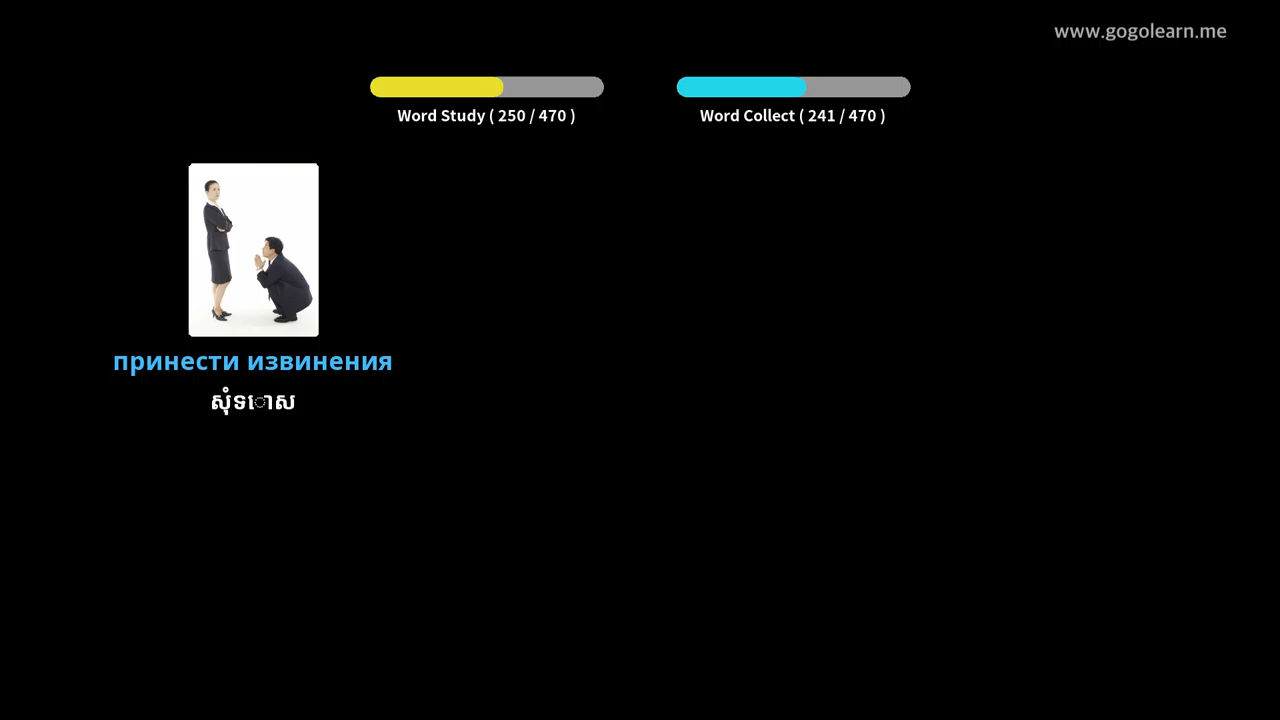 www.gogolearn.me
Word Study ( 250 / 470 )
Word Collect ( 241 / 470 )
принести извинения
សុំទោស